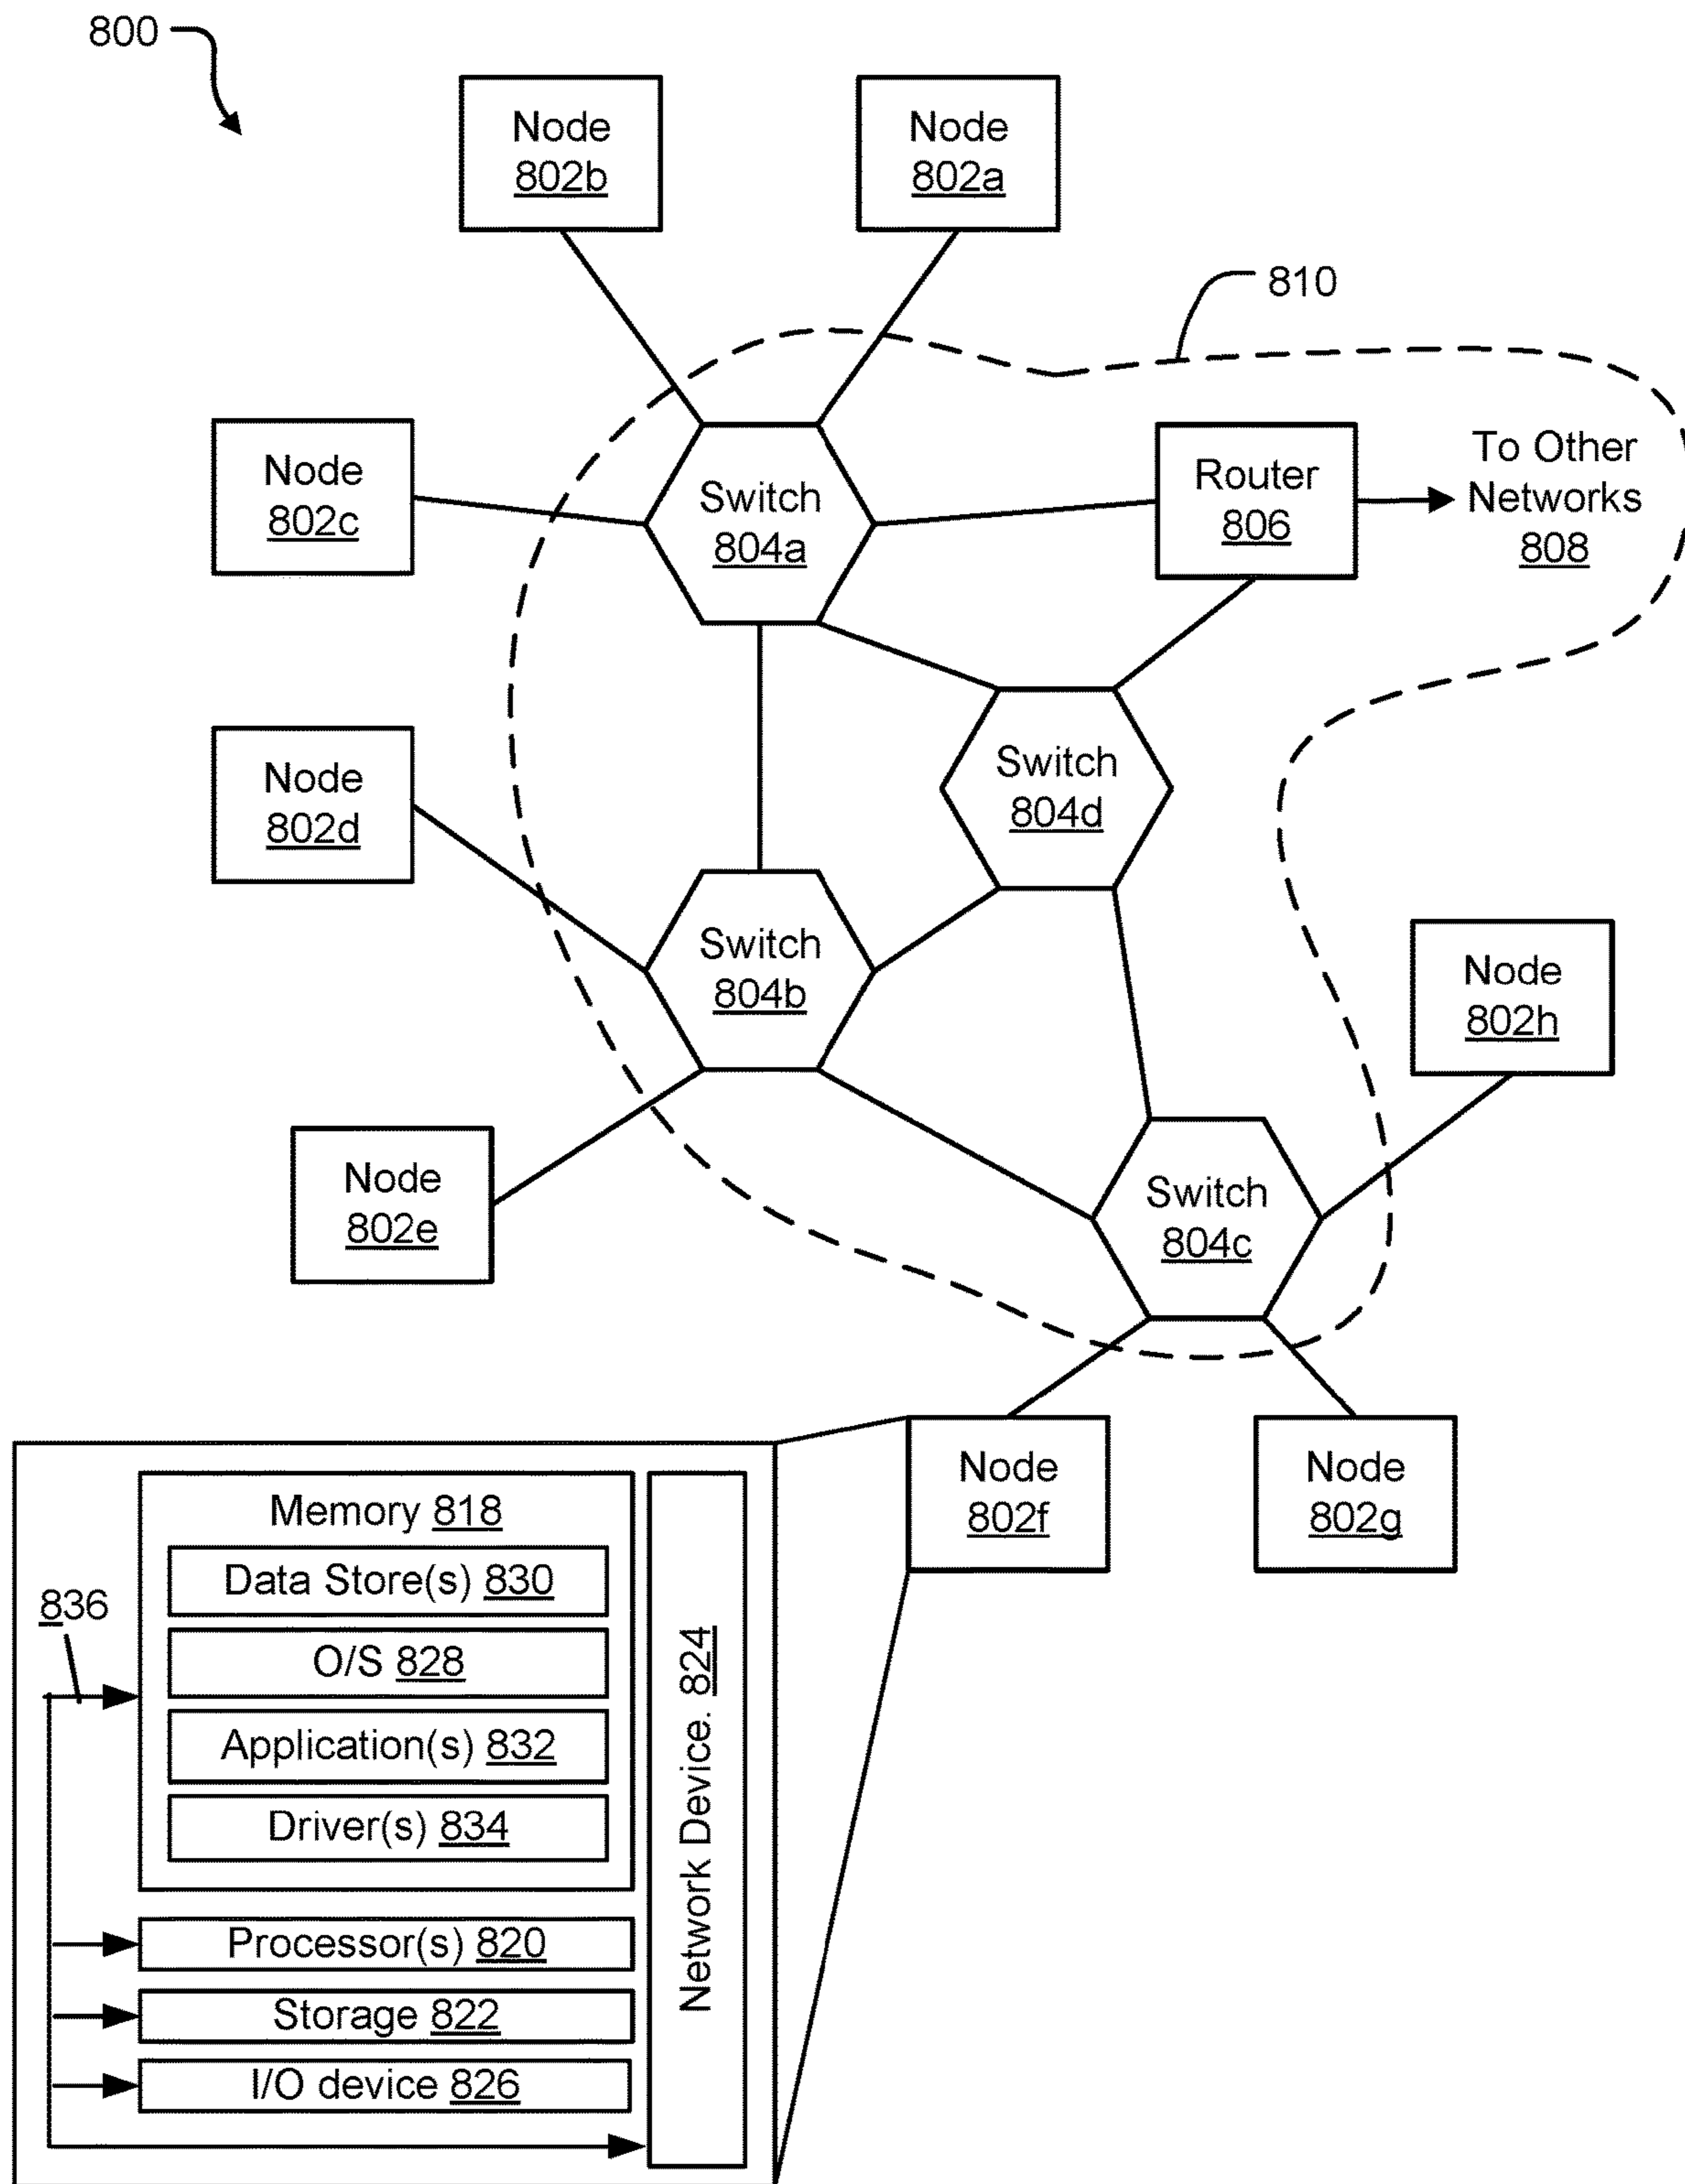 800
Node
802b
Node
802a
810
Node
802c
Switch
804a
Router
806
To Other
Networks
808
Node
802d
Switch
804d
Switch
804b
Node
802h
Node
802e
Switch
804c
Node
802f
Node
802g
Memory 818
Data Store(s) 830
836
O/S 828
Application(s) 832
Driver(s) 834
Network Device. 824
Processor(s) 820
Storage 822
I/O device 826